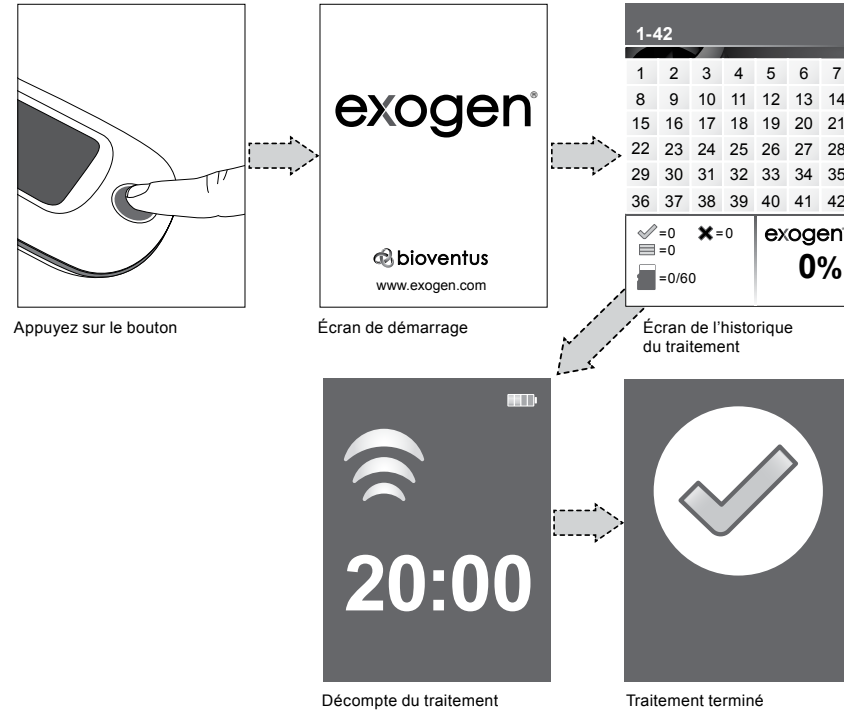 exogen®
bioventus
www.exogen.com
1-42
1 2 3 4 5 6 7
8 9 10 11 12 13 14
15 16 17 18 19 20 21
22 23 24 25 26 27 28
29 30 31 32 33 34 35
36 37 38 39 40 41 42
=0 =0
=0
=0/60
exogen®
0%
Appuyez sur le bouton
Écran de démarrage
Écran de l’historique
du traitement
20:00
Décompte du traitement
Traitement terminé